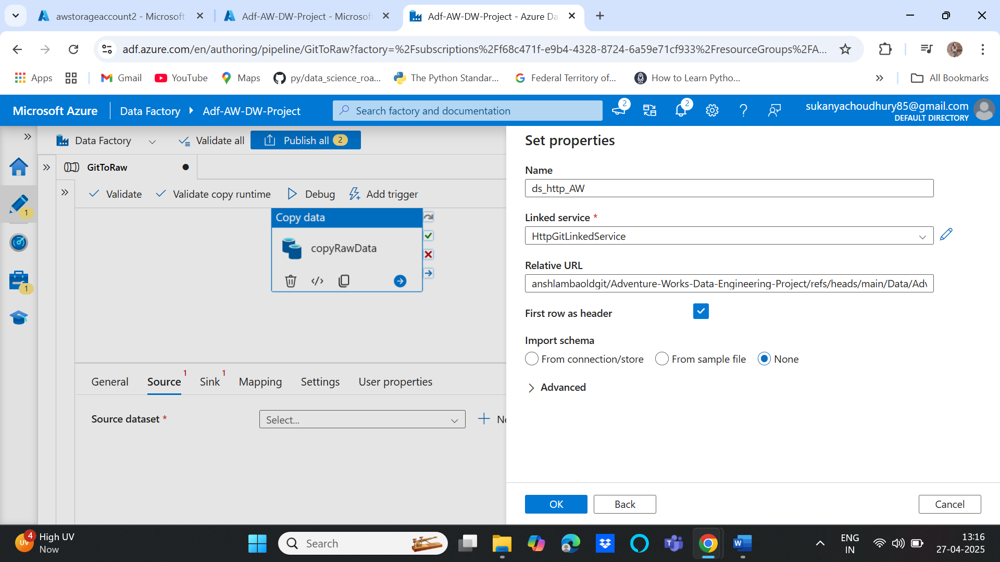 awstorageaccount2 - Microsoft
Adf-AW-DW-Project - Microsof
Adf-AW-DW-Project - Azure Da
adf.azure.com/en/authoring/pipeline/GitToRaw?factory=%2Fsubscriptions%2Ff68c471f-e9b4-4328-8724-6a59e71cf933%2FresourceGroups%2FA...
Apps
Gmail
YouTube
Maps
py/data_science_roa...
The Python Standar...
Federal Territory of...
How to Learn Pytho...
All Bookmarks
Microsoft Azure
Data Factory
Adf-AW-DW-Project
Search factory and documentation
2
2
sukanyachoudhury85@gmail.com
DEFAULT DIRECTORY
Data Factory
Validate all
Publish all 2
GitToRaw
1
1
Validate
Validate copy runtime
Debug
Add trigger
Copy data
copyRawData
General
Source 1
Sink 1
Mapping
Settings
User properties
Source dataset *
Select...
Ne
Set properties
Name
ds_http_AW
Linked service *
HttpGitLinkedService
Relative URL
anshlambaoldgit/Adventure-Works-Data-Engineering-Project/refs/heads/main/Data/Adv
First row as header
Import schema
From connection/store
From sample file
None
Advanced
OK
Back
Cancel
UV
4
High UV
Now
Search
T
W
ENG
IN
13:16
27-04-2025